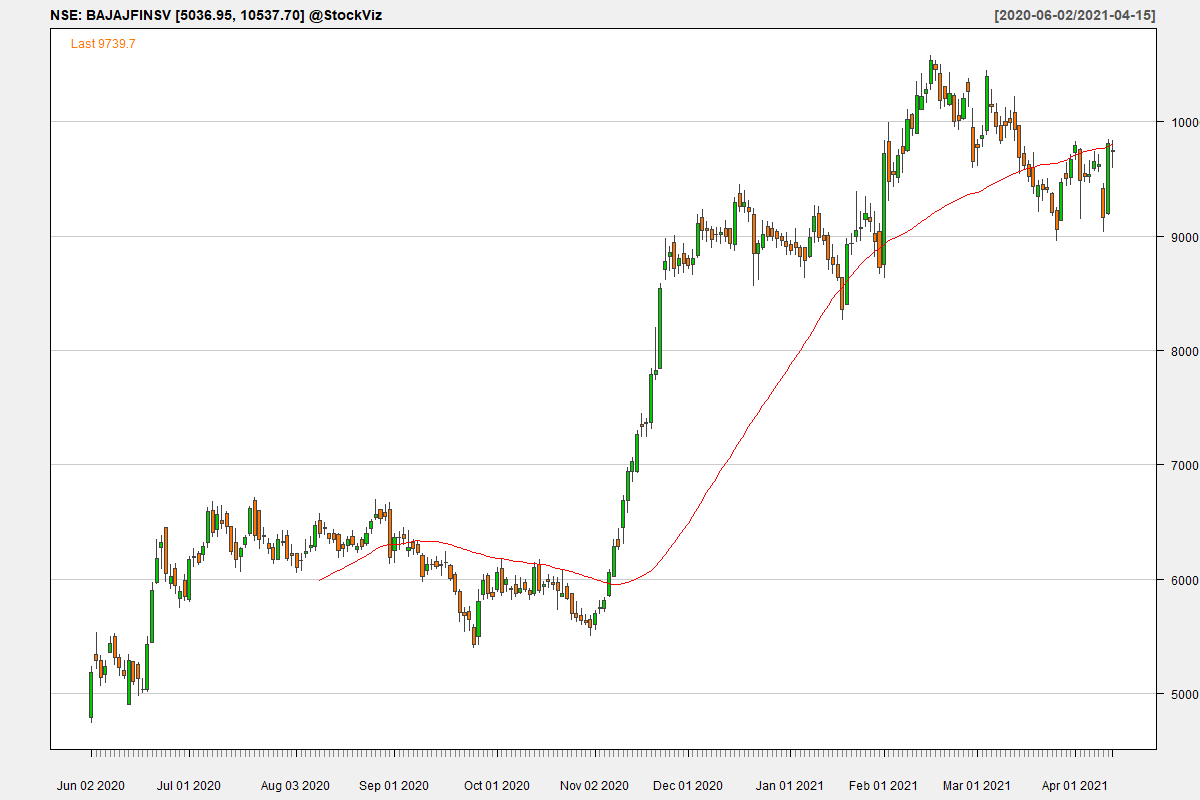 NSE: BAJAJFINSV [5036.95, 10537.70] @StockViz
[2020-06-02/2021-04-15]
Last 9739.7
1000
9000
8000
7000
6000
5000
Jun 02 2020
Jul 01 2020
Aug 03 2020
Sep 01 2020
Oct 01 2020
Nov 02 2020
Dec 01 2020
Jan 01 2021
Feb 01 2021
Mar 01 2021
Apr 01 2021